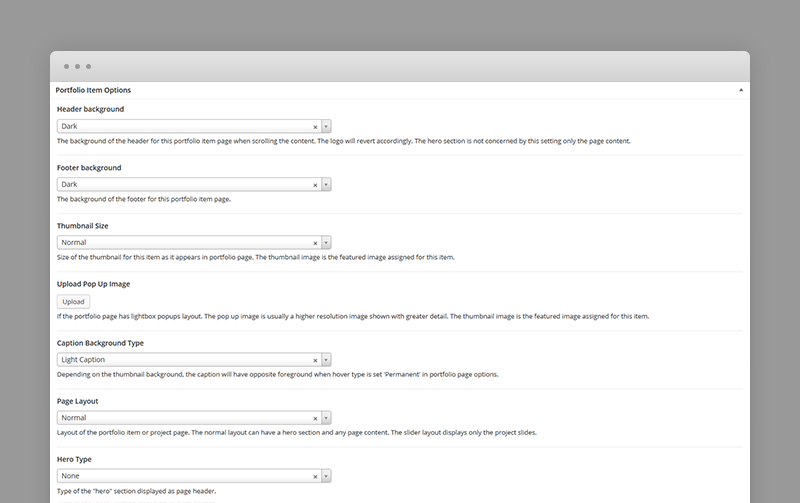 Portfolio Item Options
Header background
Dark
The background of the header for this portfolio item page when scrolling the content. The logo will revert accordingly. The hero section is not concerned by this setting only the page content.
Footer background
Dark
The background of the footer for this portfolio item page.
Thumbnail Size
Normal
Size of the thumbnail for this item as it appears in portfolio page. The thumbnail image is the featured image assigned for this item.
Upload Pop Up Image
Upload
If the portfolio page has lightbox popups layout. The pop up image is usually a higher resolution image shown with greater detail. The thumbnail image is the featured image assigned for this item.
Caption Background Type
Light Caption
Depending on the thumbnail background, the caption will have opposite foreground when hover type is set 'Permanent' in portfolio page options.
Page Layout
Normal
Layout of the portfolio item or project page. The normal layout can have a hero section and any page content. The slider layout displays only the project slides.
Hero Type
None
Type of the "hero" section displayed as page header.